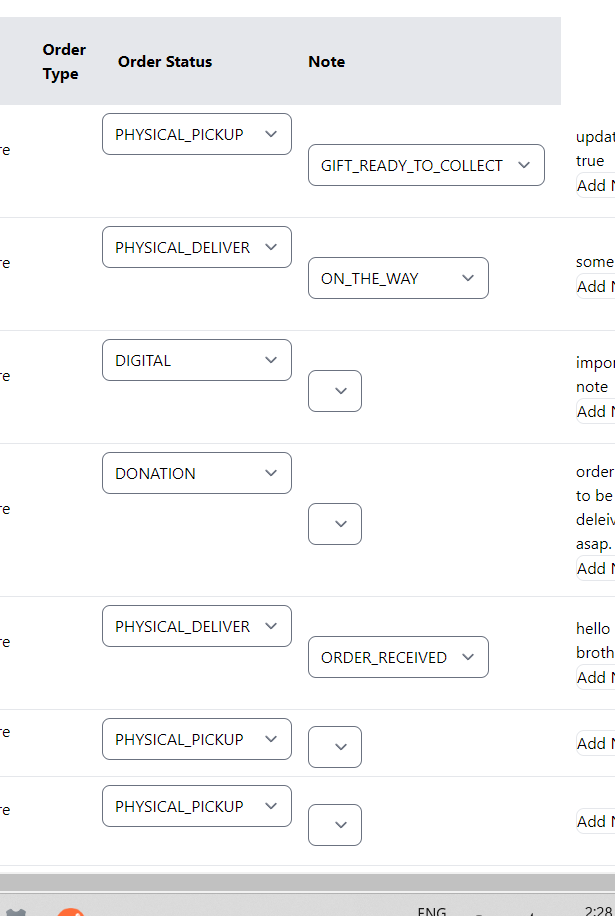 Order
Type
Order Status
Note
re
PHYSICAL_PICKUP
GIFT_READY_TO_COLLECT
updat
true
Add N
re
PHYSICAL_DELIVER
ON_THE_WAY
some
Add N
re
DIGITAL
impor
note
Add N
re
DONATION
order
to be
deleiv
asap.
Add N
re
PHYSICAL_DELIVER
ORDER_RECEIVED
hello
broth
Add N
re
PHYSICAL_PICKUP
Add N
re
PHYSICAL_PICKUP
Add N
ENG
2:28